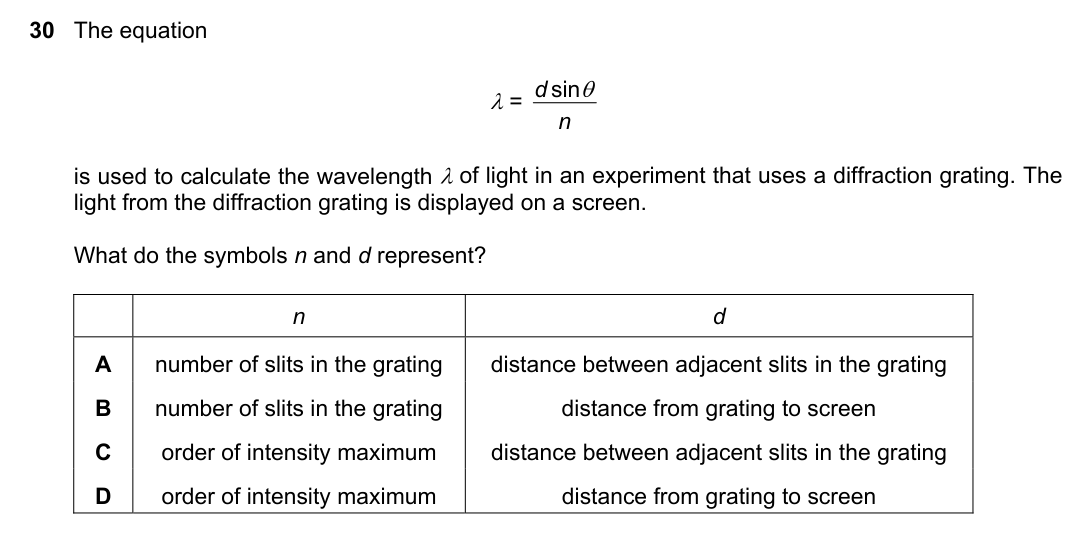 30 The equation
λ = d sin θ / n
is used to calculate the wavelength λ of light in an experiment that uses a diffraction grating. The
light from the diffraction grating is displayed on a screen.
What do the symbols n and d represent?
n d
A number of slits in the grating distance between adjacent slits in the grating
B number of slits in the grating distance from grating to screen
C order of intensity maximum distance between adjacent slits in the grating
D order of intensity maximum distance from grating to screen